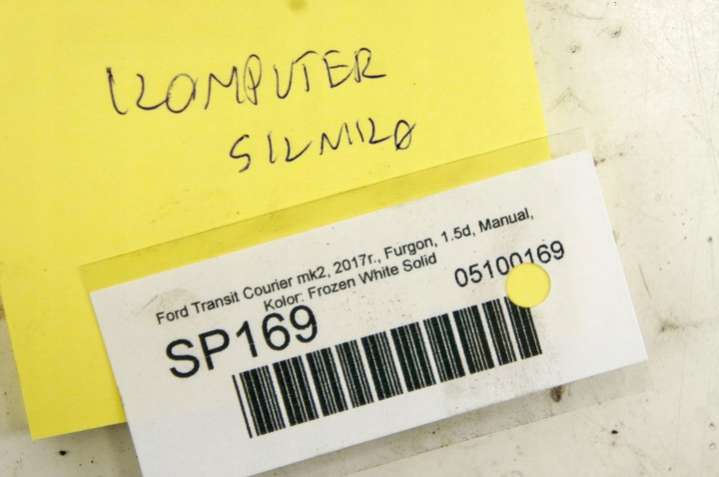 KOMPUTER
SILNIKA
Ford Transit Courier mk2, 2017r., Furgon, 1.5d, Manual,
Kolor: Frozen White Solid
05100169
SP169